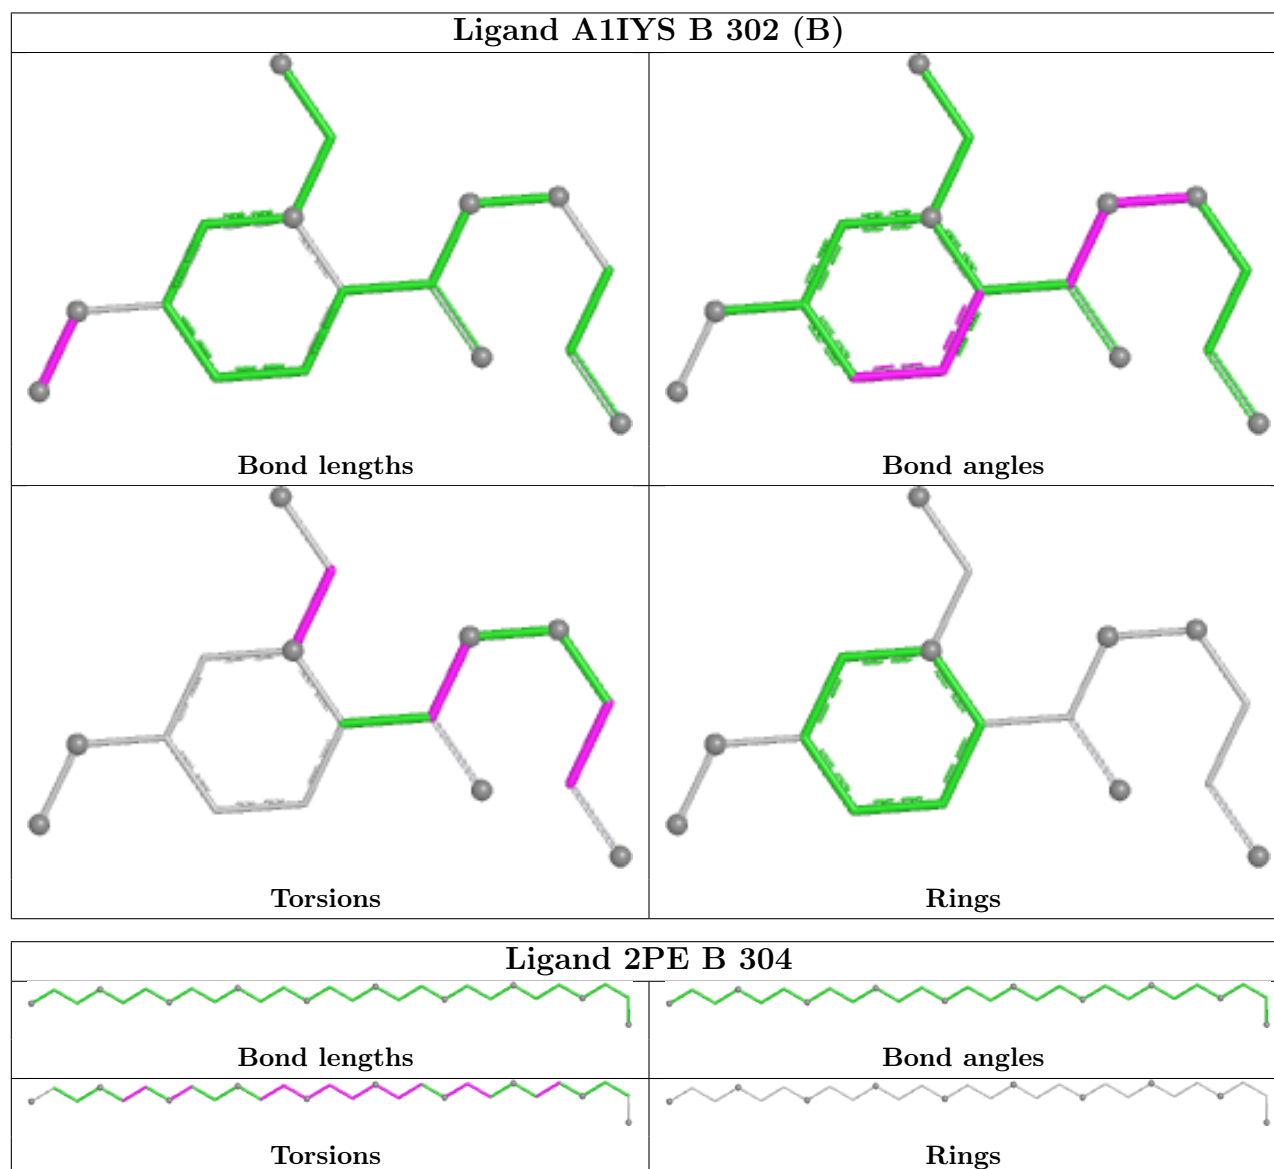 Ligand A1IYS B 302 (B)
Bond lengths
Bond angles
Torsions
Rings
Ligand 2PE B 304
Bond lengths
Bond angles
Torsions
Rings